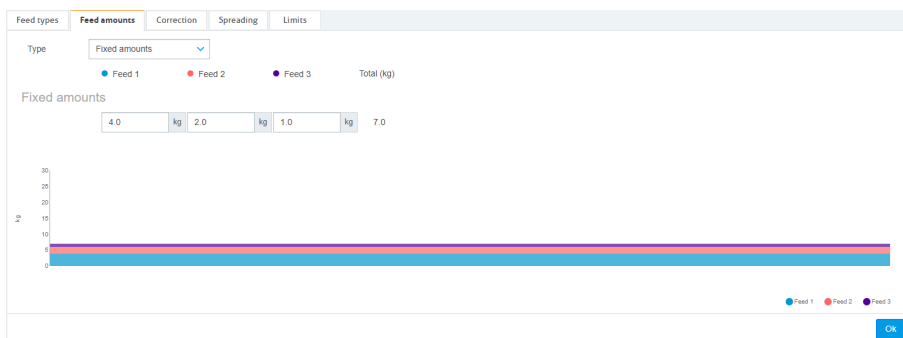 Feed types Feed amounts Correction Spreading Limits
Type Fixed amounts
Feed 1 Feed 2 Feed 3 Total (kg)
Fixed amounts
4.0 kg 2.0 kg 1.0 kg 7.0
30
25
20
15
10
5
0
kg
Feed 1 Feed 2 Feed 3
Ok